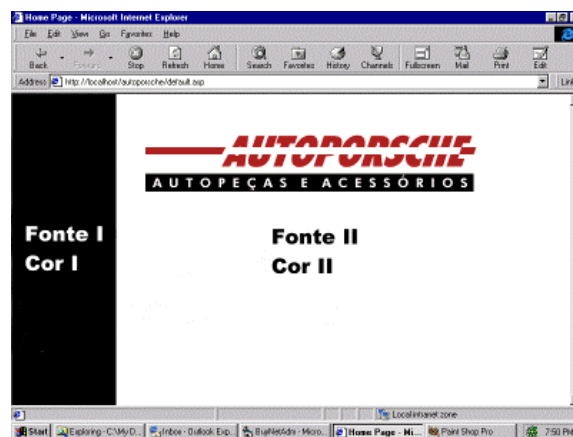 Home Page - Microsoft Internet Explorer
File Edit View Go Favorites Help
Back Forward Stop Refresh Home Search Favorites History Channels Fullscreen Mail Print Edit
Address http://localhost/autoporsche/default.asp Link
AUTOPORSCHE
AUTOPEÇAS E ACESSÓRIOS
Fonte I
Cor I
Fonte II
Cor II
Local intranet zone
Start Exploring - C:\My D... Inbox - Outlook Exp... - Micro... Home Page - Mi... Paint Shop Pro 7:50 PM